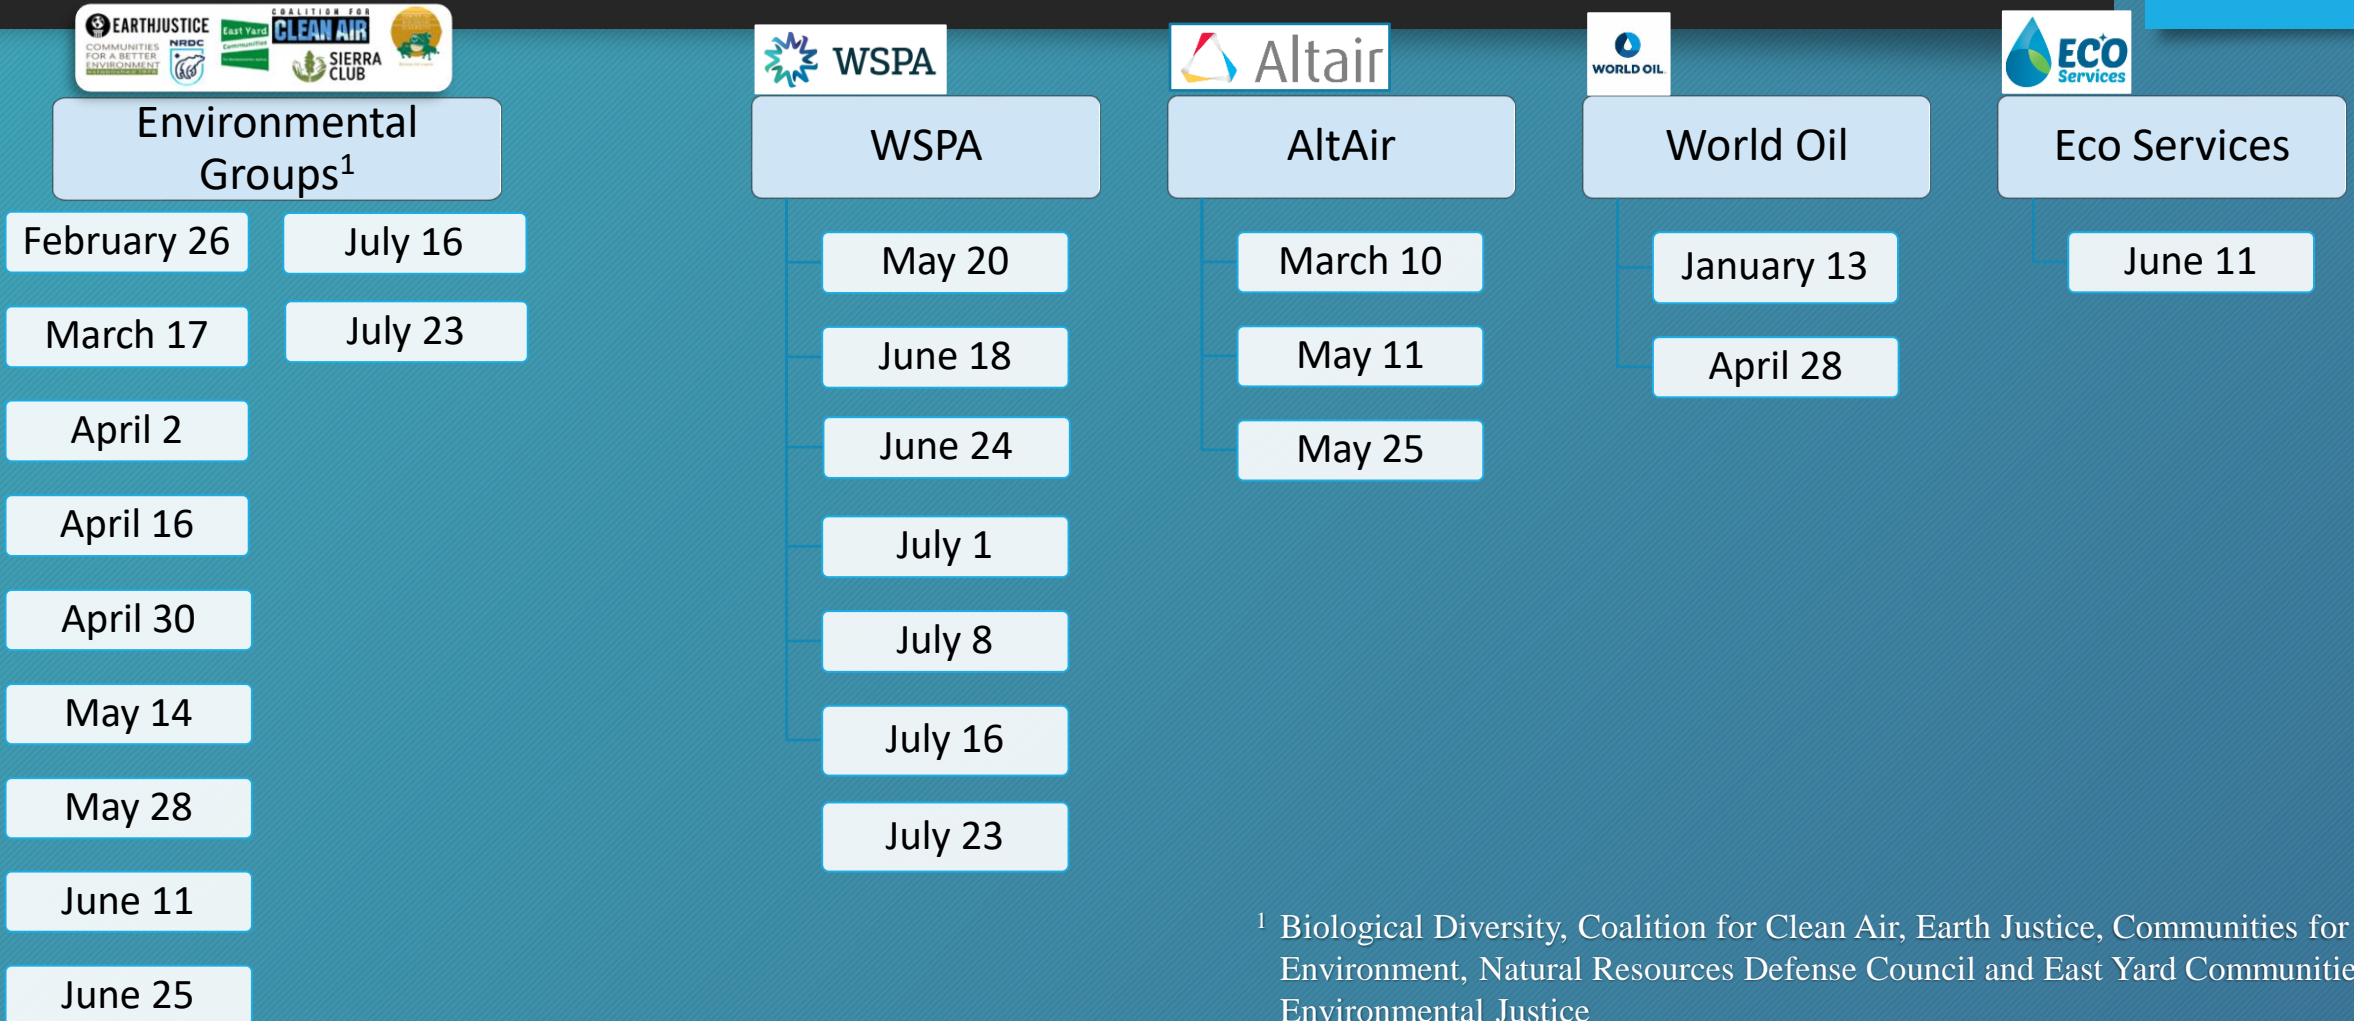 EARTHJUSTICE
COMMUNITIES
FOR A BETTER
ENVIRONMENT
NRDC
East Yard
Communities
COALITION FOR
CLEAN AIR
SIERRA
CLUB
Environmental
Groups¹
February 26
March 17
April 2
April 16
April 30
May 14
May 28
June 11
June 25
July 16
July 23
WSPA
WSPA
May 20
June 18
June 24
July 1
July 8
July 16
July 23
Altair
AltAir
March 10
May 11
May 25
WORLD OIL
World Oil
January 13
April 28
ECO
Services
Eco Services
June 11
¹ Biological Diversity, Coalition for Clean Air, Earth Justice, Communities for
Environment, Natural Resources Defense Council and East Yard Communitie
Environmental Justice